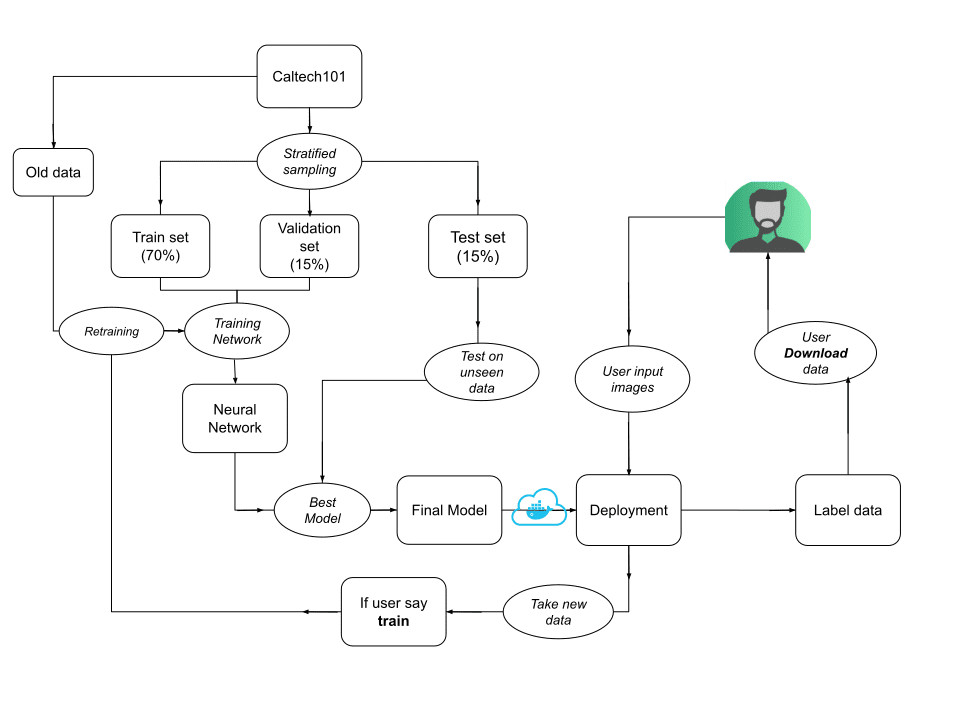 Caltech101
Stratified
sampling
Old data
Train set
(70%)
Validation
set
(15%)
Test set
(15%)
Retraining
Training
Network
Test on
unseen
data
User input
images
User
Download
data
Neural
Network
Best
Model
Final Model
Deployment
Label data
If user say
train
Take new
data